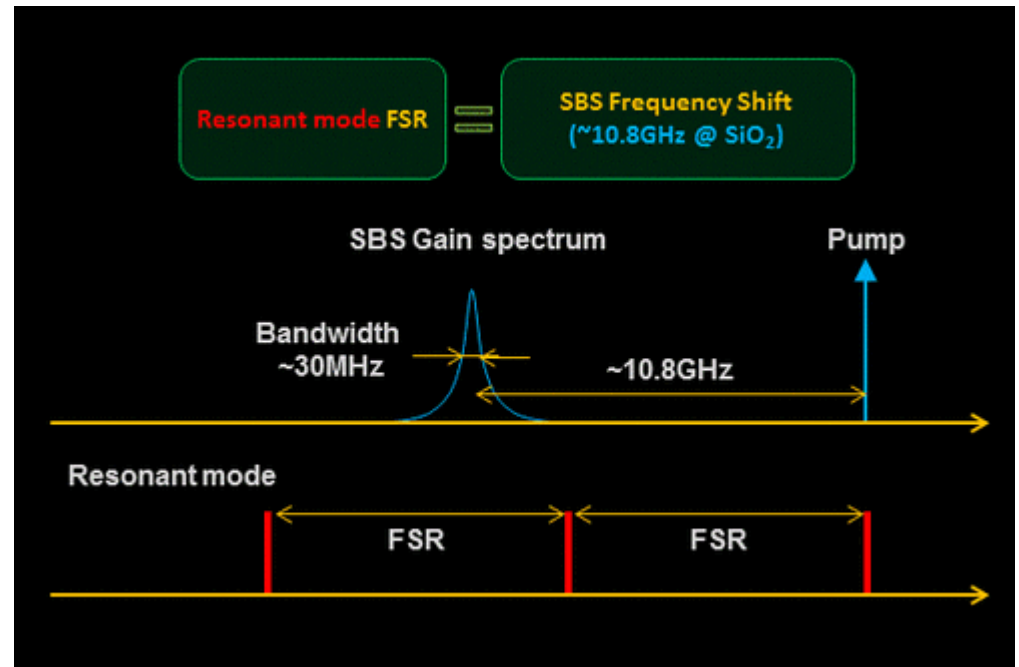 Resonant mode FSR
=
SBS Frequency Shift
(~10.8GHz @ SiO₂)
SBS Gain spectrum
Pump
Bandwidth
~30MHz
~10.8GHz
Resonant mode
FSR
FSR